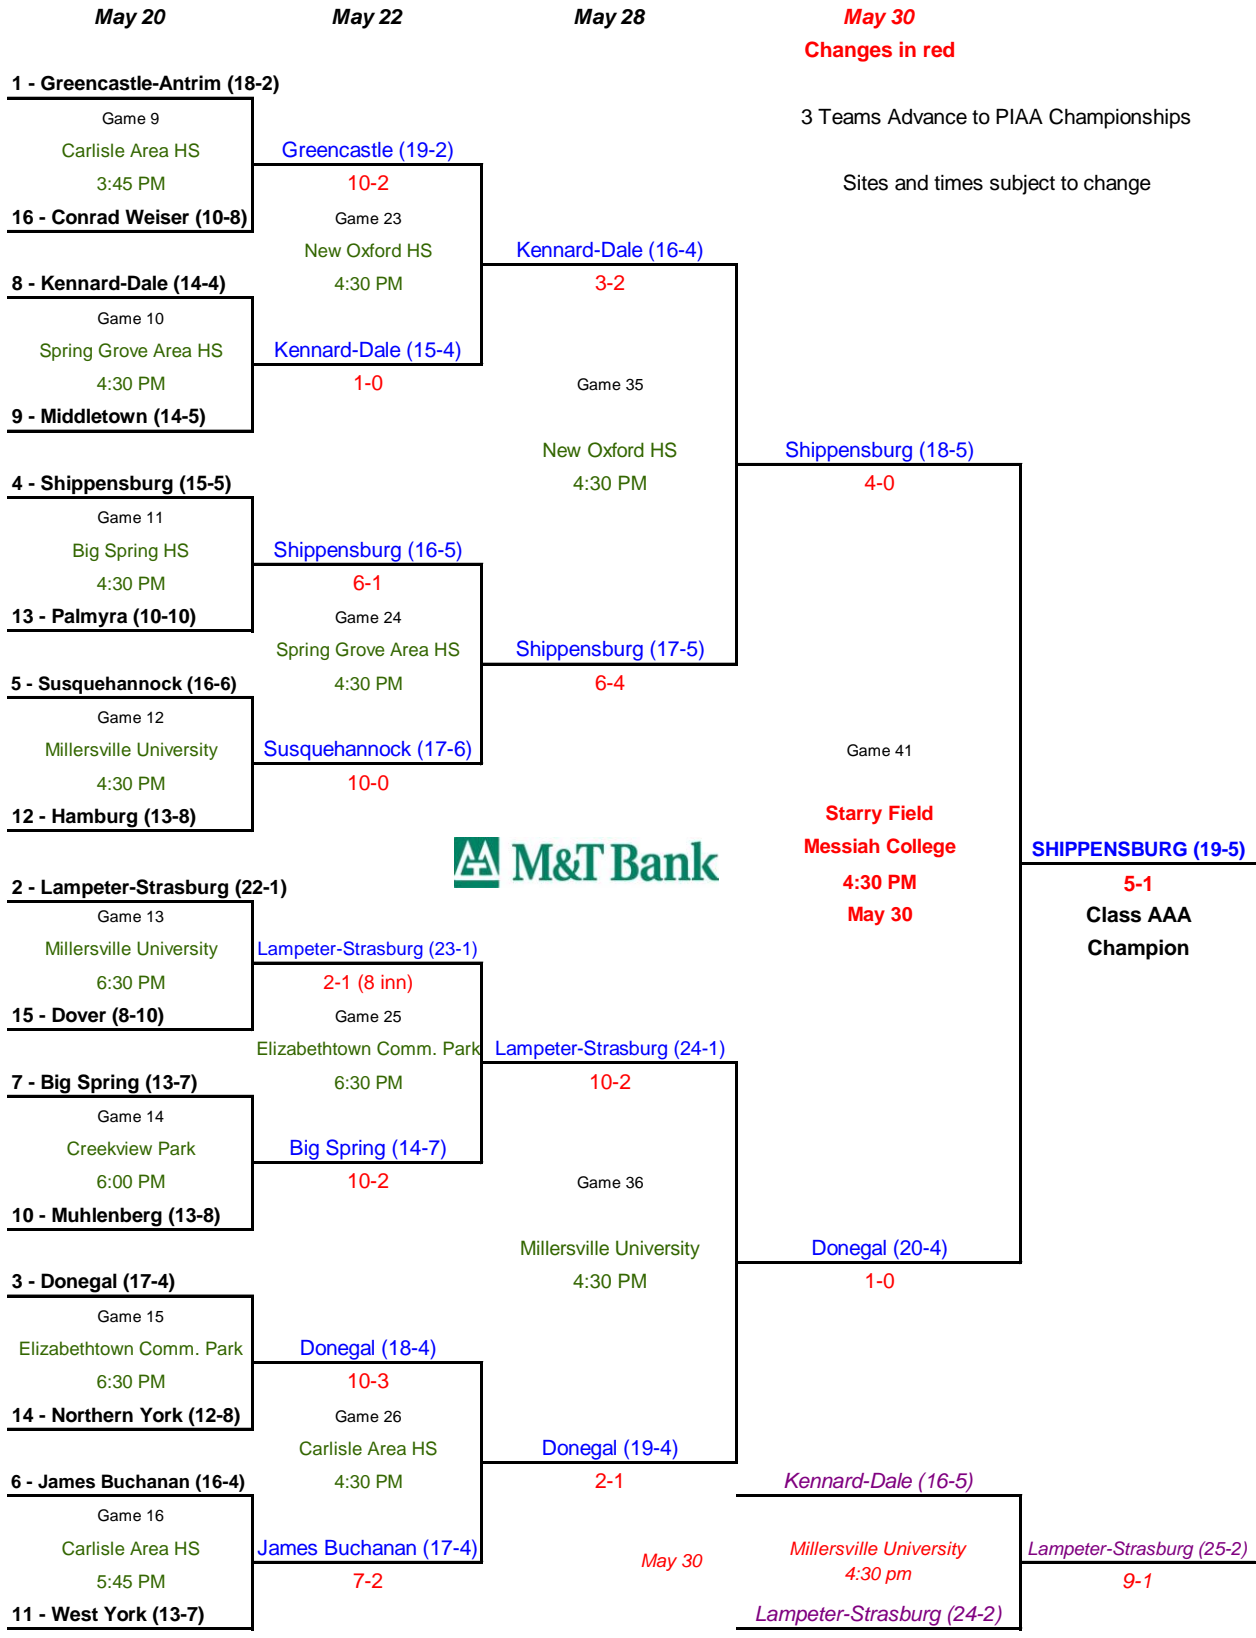 May 20
May 22
May 28
May 30
Changes in red
3 Teams Advance to PIAA Championships
Sites and times subject to change
1 - Greencastle-Antrim (18-2)
Game 9
Carlisle Area HS
3:45 PM
16 - Conrad Weiser (10-8)
8 - Kennard-Dale (14-4)
Game 10
Spring Grove Area HS
4:30 PM
9 - Middletown (14-5)
4 - Shippensburg (15-5)
Game 11
Big Spring HS
4:30 PM
13 - Palmyra (10-10)
5 - Susquehannock (16-6)
Game 12
Millersville University
4:30 PM
12 - Hamburg (13-8)
2 - Lampeter-Strasburg (22-1)
Game 13
Millersville University
6:30 PM
15 - Dover (8-10)
7 - Big Spring (13-7)
Game 14
Creekview Park
6:00 PM
10 - Muhlenberg (13-8)
3 - Donegal (17-4)
Game 15
Elizabethtown Comm. Park
6:30 PM
14 - Northern York (12-8)
6 - James Buchanan (16-4)
Game 16
Carlisle Area HS
5:45 PM
11 - West York (13-7)
Greencastle (19-2)
10-2
Game 23
New Oxford HS
4:30 PM
Kennard-Dale (15-4)
1-0
Shippensburg (16-5)
6-1
Game 24
Spring Grove Area HS
4:30 PM
Susquehannock (17-6)
10-0
Lampeter-Strasburg (23-1)
2-1 (8 inn)
Game 25
Elizabethtown Comm. Park
6:30 PM
Big Spring (14-7)
10-2
Donegal (18-4)
10-3
Game 26
Carlisle Area HS
4:30 PM
James Buchanan (17-4)
7-2
Kennard-Dale (16-4)
3-2
Game 35
New Oxford HS
4:30 PM
Shippensburg (17-5)
6-4
M&T Bank
Lampeter-Strasburg (24-1)
10-2
Game 36
Millersville University
4:30 PM
Donegal (19-4)
2-1
Shippensburg (18-5)
4-0
Game 41
Starry Field
Messiah College
4:30 PM
May 30
Donegal (20-4)
1-0
SHIPPENSBURG (19-5)
5-1
Class AAA
Champion
Kennard-Dale (16-5)
May 30
Millersville University
4:30 pm
Lampeter-Strasburg (24-2)
Lampeter-Strasburg (25-2)
9-1